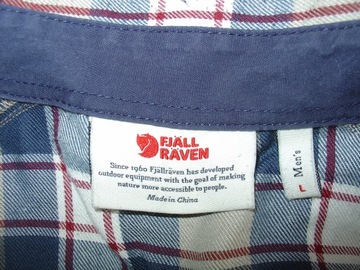 FJÄLL
RÄVEN
Since 1960 Fjällräven has developed
outdoor equipment with the goal of making
nature more accessible to people.
Made in China
Men's
L